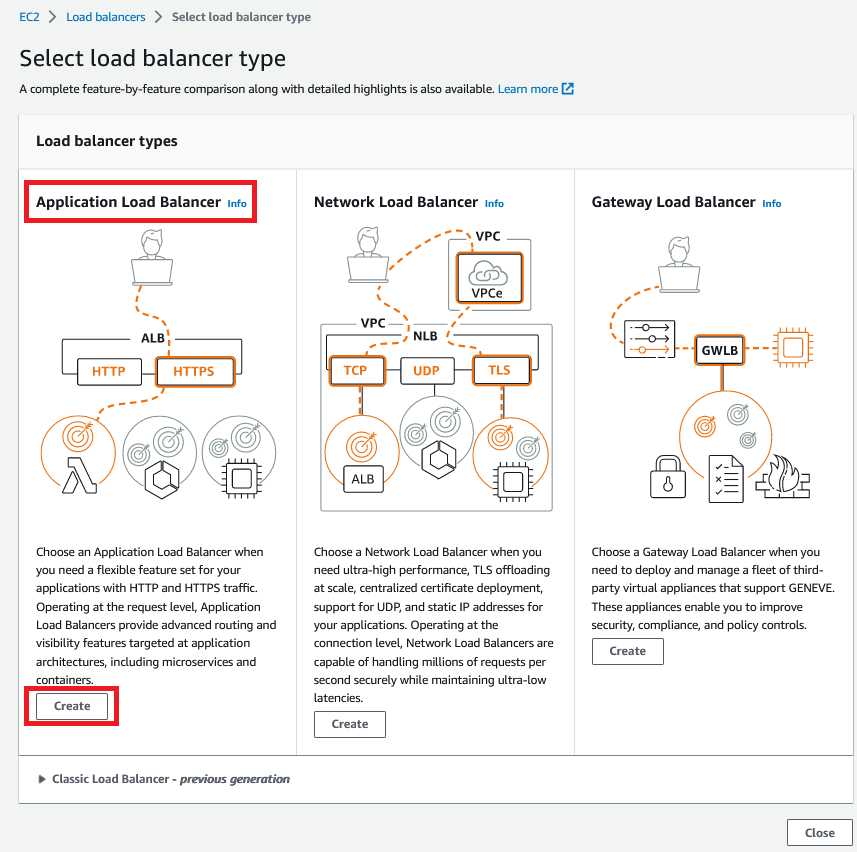 EC2 > Load balancers > Select load balancer type
Select load balancer type
A complete feature-by-feature comparison along with detailed highlights is also available. Learn more
Load balancer types
Application Load Balancer Info
ALB
HTTP HTTPS
Choose an Application Load Balancer when
you need a flexible feature set for your
applications with HTTP and HTTPS traffic.
Operating at the request level, Application
Load Balancers provide advanced routing and
visibility features targeted at application
architectures, including microservices and
containers.
Create
Network Load Balancer Info
VPC
VPCe
VPC
NLB
TCP UDP TLS
ALB
Choose a Network Load Balancer when you
need ultra-high performance, TLS offloading
at scale, centralized certificate deployment,
support for UDP, and static IP addresses for
your applications. Operating at the
connection level, Network Load Balancers are
capable of handling millions of requests per
second securely while maintaining ultra-low
latencies.
Create
Gateway Load Balancer Info
GWLB
Choose a Gateway Load Balancer when you
need to deploy and manage a fleet of third-
party virtual appliances that support GENEVE.
These appliances enable you to improve
security, compliance, and policy controls.
Create
Classic Load Balancer - previous generation
Close